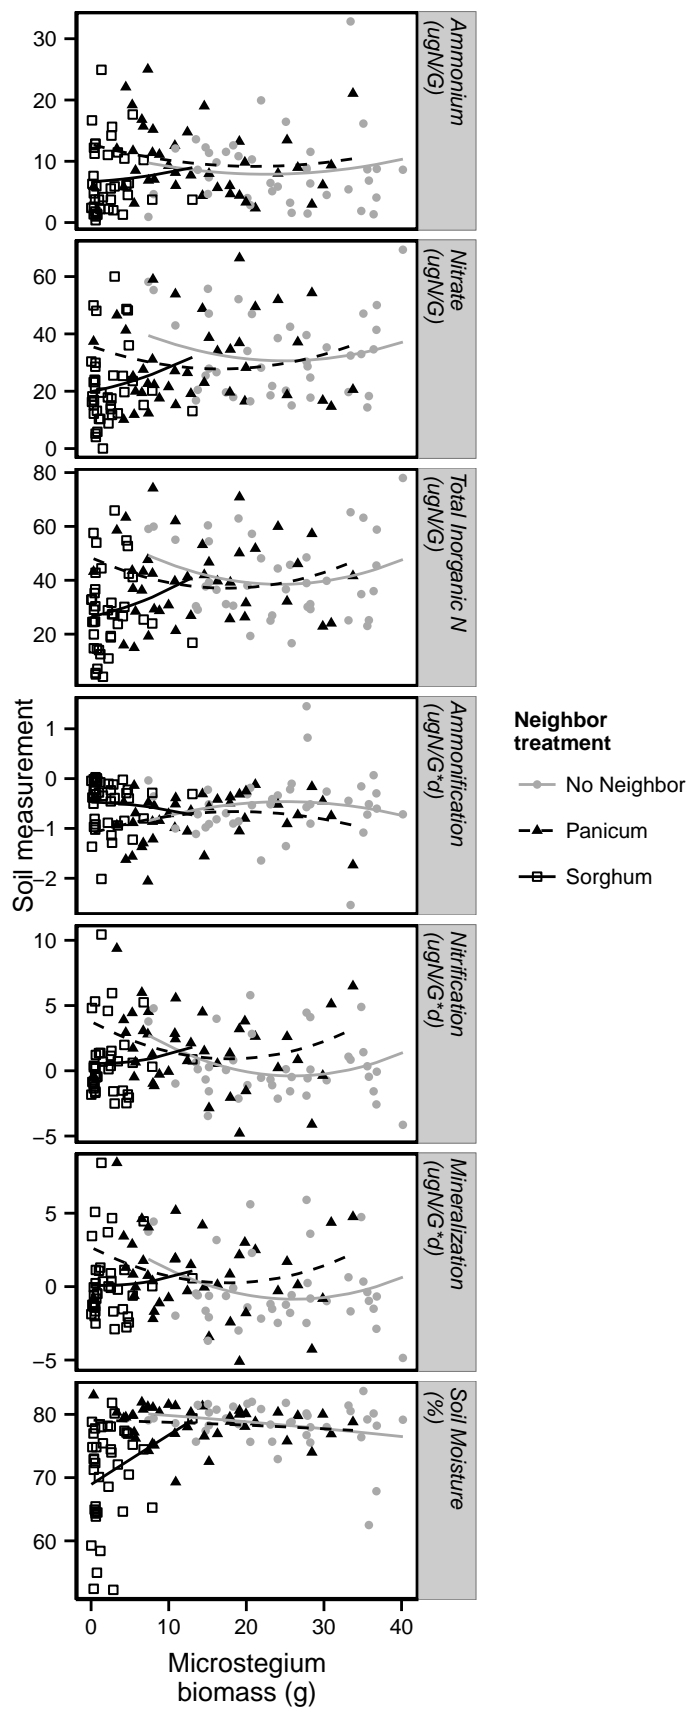 30
20
10
0
Ammonium
(ugN/G)
60
40
20
0
Nitrate
(ugN/G)
80
60
40
20
Total Inorganic N
(ugN/G)
1
0
−1
−2
Ammonification
(ugN/G*d)
10
5
0
−5
Nitrification
(ugN/G*d)
5
0
−5
Mineralization
(ugN/G*d)
80
70
60
Soil Moisture
(%)
0
10
20
30
40
Soil measurement
Microstegium
biomass (g)
Neighbor
treatment
No Neighbor
Panicum
Sorghum